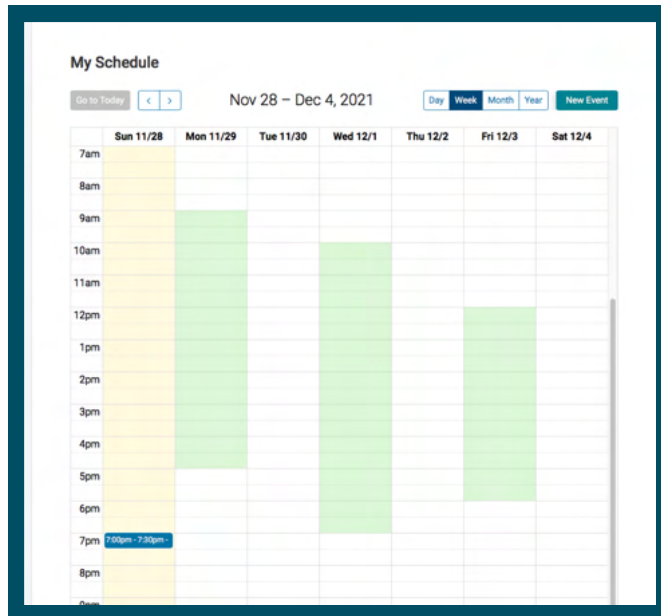 My Schedule
Go to Today < > Nov 28 – Dec 4, 2021 Day Week Month Year New Event
Sun 11/28 Mon 11/29 Tue 11/30 Wed 12/1 Thu 12/2 Fri 12/3 Sat 12/4
7am
8am
9am
10am
11am
12pm
1pm
2pm
3pm
4pm
5pm
6pm
7pm 7:00pm - 7:30pm -
8pm
9pm